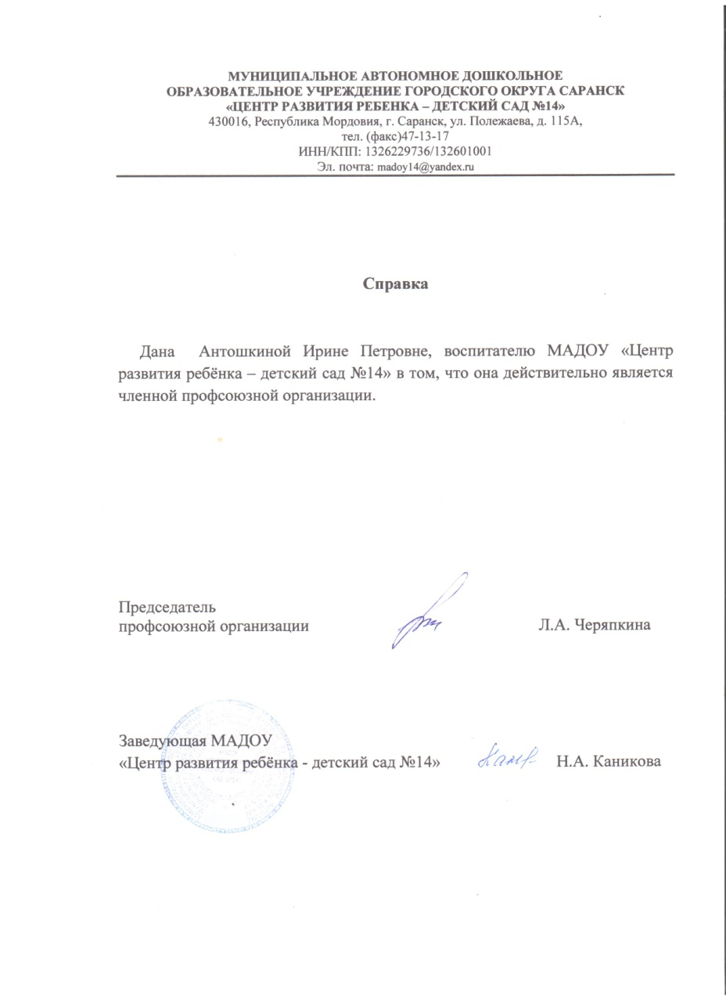 МУНИЦИПАЛЬНОЕ АВТОНОМНОЕ ДОШКОЛЬНОЕ
ОБРАЗОВАТЕЛЬНОЕ УЧРЕЖДЕНИЕ ГОРОДСКОГО ОКРУГА САРАНСК
«ЦЕНТР РАЗВИТИЯ РЕБЕНКА – ДЕТСКИЙ САД №14»
430016, Республика Мордовия, г. Саранск, ул. Полежаева, д. 115А,
тел. (факс)47-13-17
ИНН/КПП: 1326229736/132601001
Эл. почта: madoy14@yandex.ru
Справка
Дана Антошкиной Ирине Петровне, воспитателю МАДОУ «Центр
развития ребёнка – детский сад №14» в том, что она действительно является
членной профсоюзной организации.
Председатель
профсоюзной организации Л.А. Черяпкина
Заведующая МАДОУ
«Центр развития ребёнка - детский сад №14» Н.А. Каникова